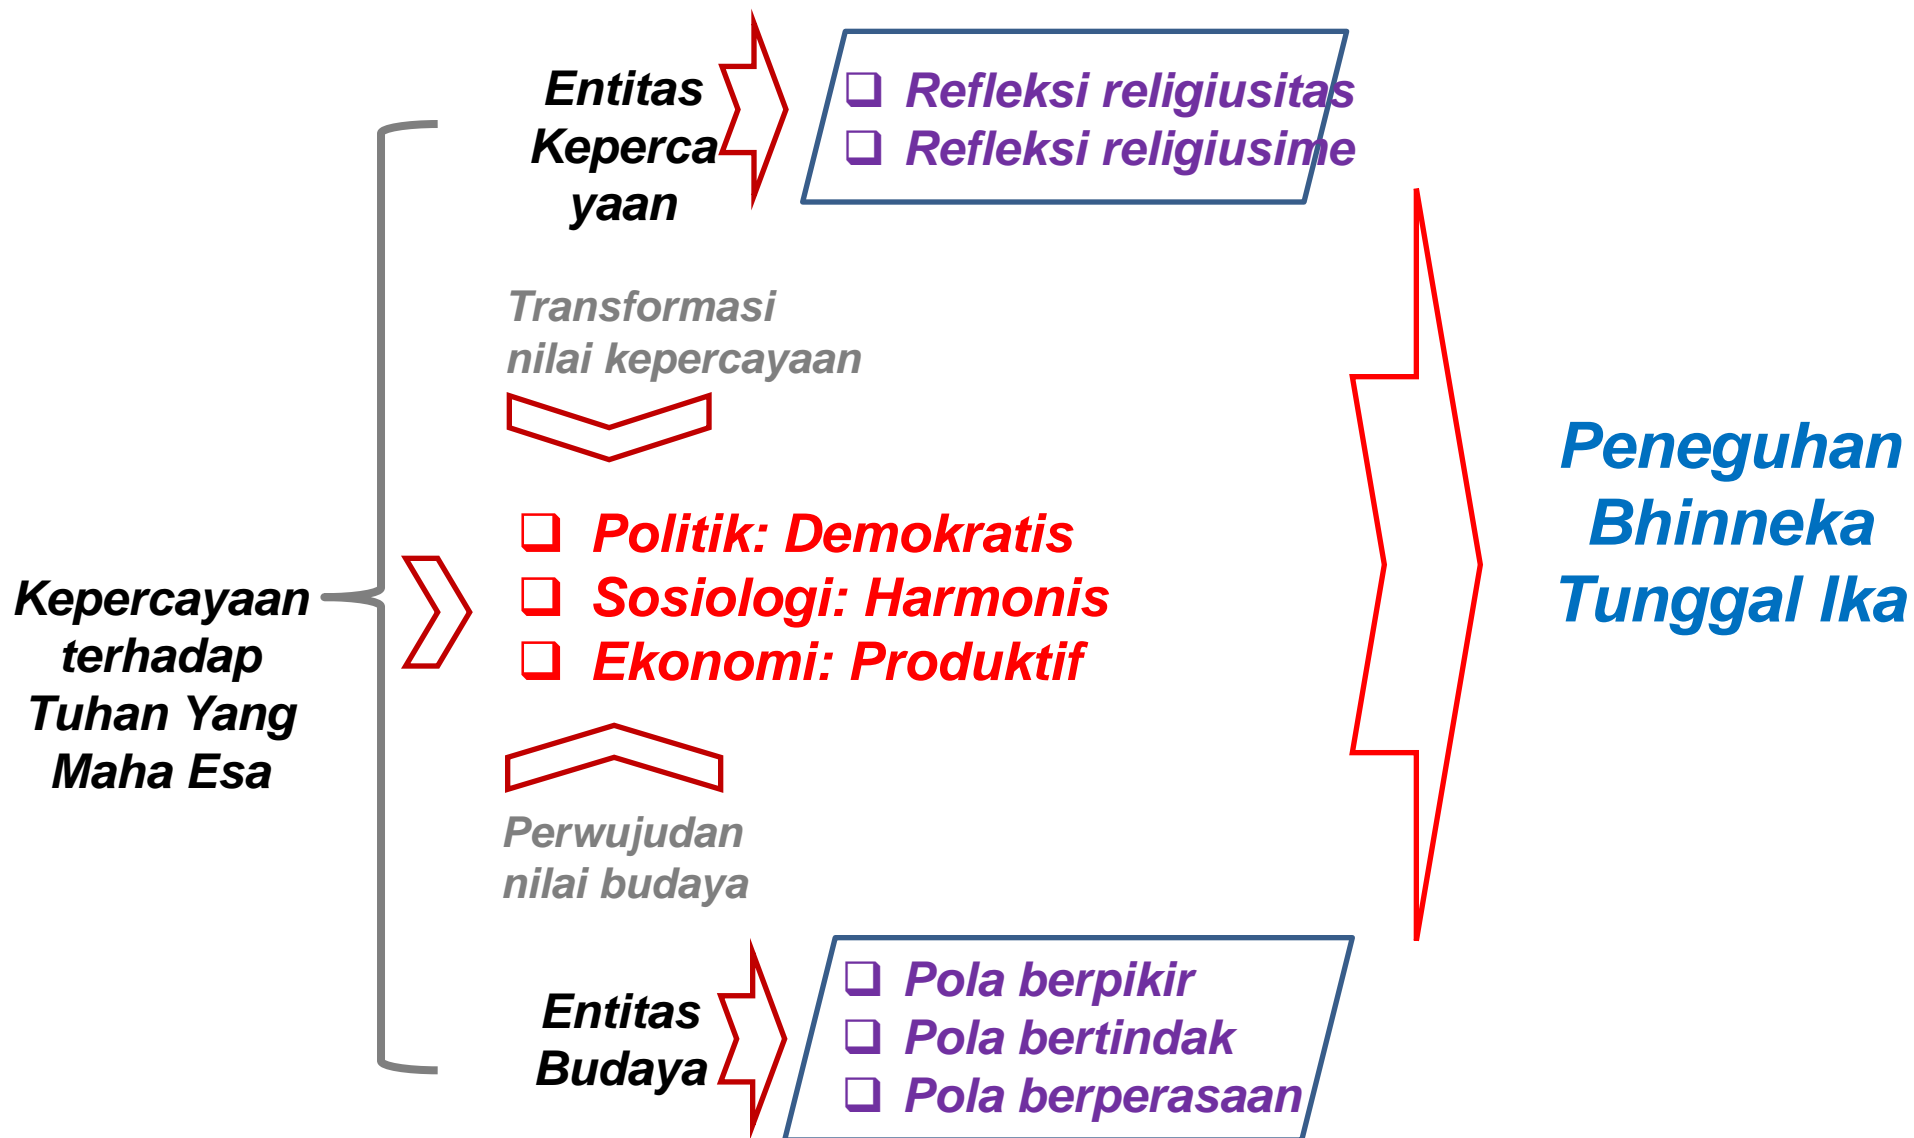 Kepercayaan
terhadap
Tuhan Yang
Maha Esa
Entitas
Keperca
yaan
❑ Refleksi religiusitas
❑ Refleksi religiusime
Transformasi
nilai kepercayaan
❑ Politik: Demokratis
❑ Sosiologi: Harmonis
❑ Ekonomi: Produktif
Perwujudan
nilai budaya
Entitas
Budaya
❑ Pola berpikir
❑ Pola bertindak
❑ Pola berperasaan
Peneguhan
Bhinneka
Tunggal Ika